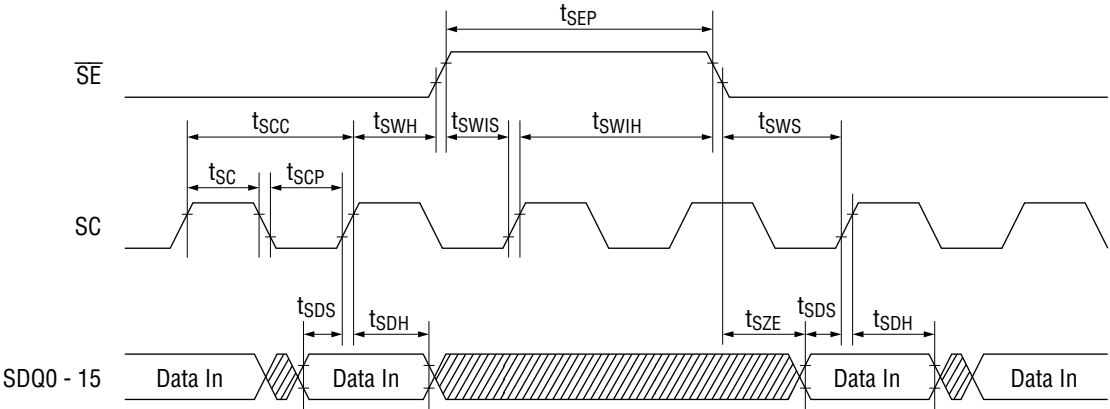 tSEP
SE
tSCC tSWH tSWIS tSWIH tSWS
tSC tSCP
SC
tSDS tSDH tSZE tSDS tSDH
SDQ0 - 15 Data In Data In Data In Data In